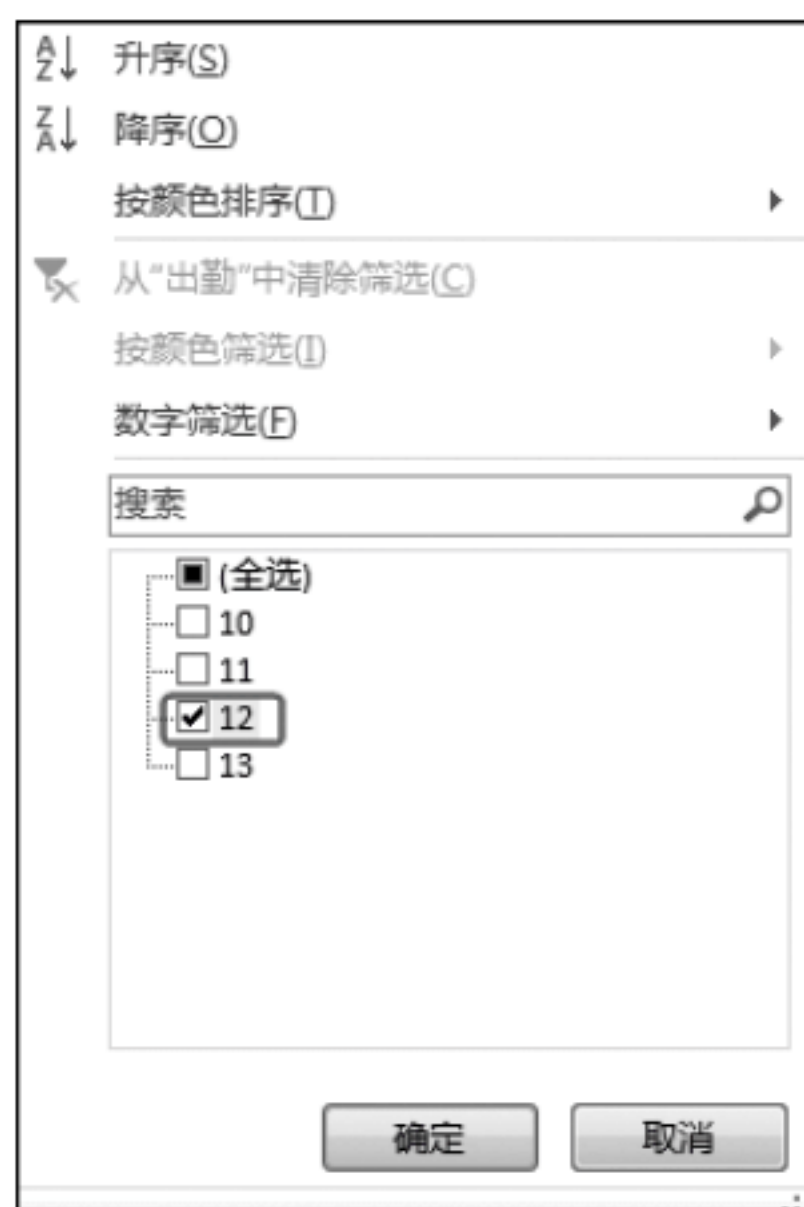 升序(S)
降序(O)
按颜色排序(T)
从“出勤”中清除筛选(C)
按颜色筛选(I)
数字筛选(F)
搜索
(全选)
10
11
12
13
确定
取消